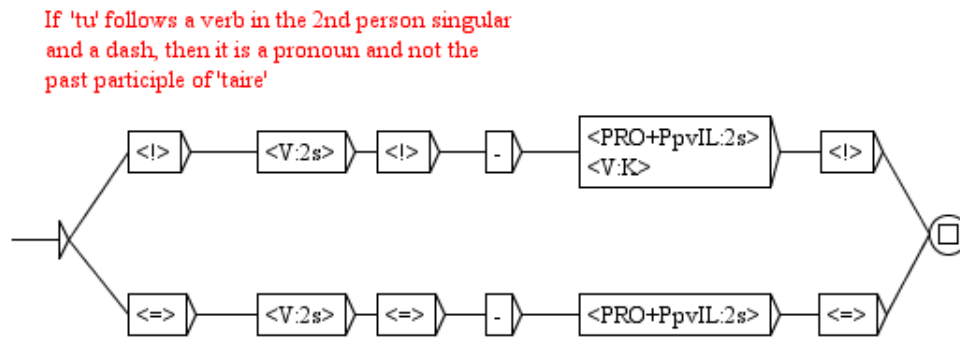 If 'tu' follows a verb in the 2nd person singular
and a dash, then it is a pronoun and not the
past participle of 'taire'
<!> <V:2s> <!> - <PRO+PpvIL:2s>
<V:K> <!>
<=> <V:2s> <=> - <PRO+PpvIL:2s> <=>